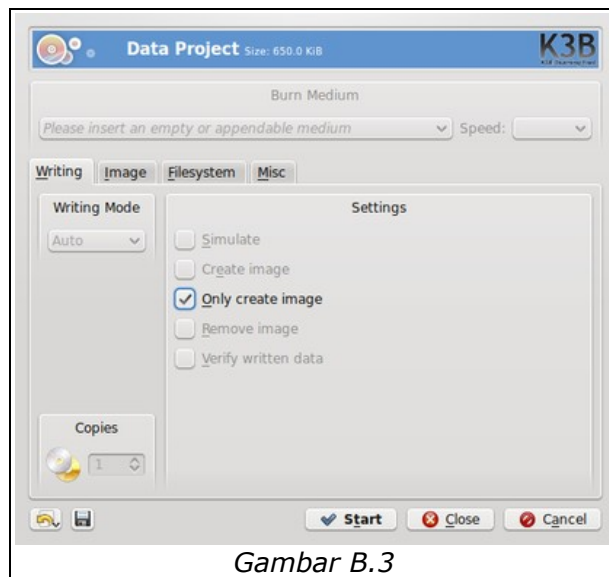 Data Project Size: 650.0 KiB
K3B
Burn Medium
Please insert an empty or appendable medium Speed:
Writing Image Filesystem Misc
Writing Mode Settings
Auto Simulate
Create image
Only create image
Remove image
Verify written data
Copies
1
Start Close Cancel
Gambar B.3